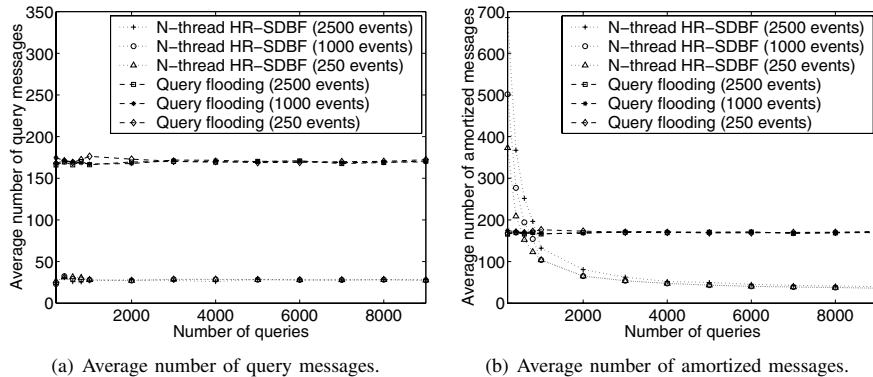 350
300
250
200
150
100
50
0
2000
4000
6000
8000
Number of queries
Average number of query messages
N−thread HR−SDBF (2500 events)
N−thread HR−SDBF (1000 events)
N−thread HR−SDBF (250 events)
Query flooding (2500 events)
Query flooding (1000 events)
Query flooding (250 events)
(a) Average number of query messages.
700
600
500
400
300
200
100
0
2000
4000
6000
8000
Number of queries
Average number of amortized messages
N−thread HR−SDBF (2500 events)
N−thread HR−SDBF (1000 events)
N−thread HR−SDBF (250 events)
Query flooding (2500 events)
Query flooding (1000 events)
Query flooding (250 events)
(b) Average number of amortized messages.